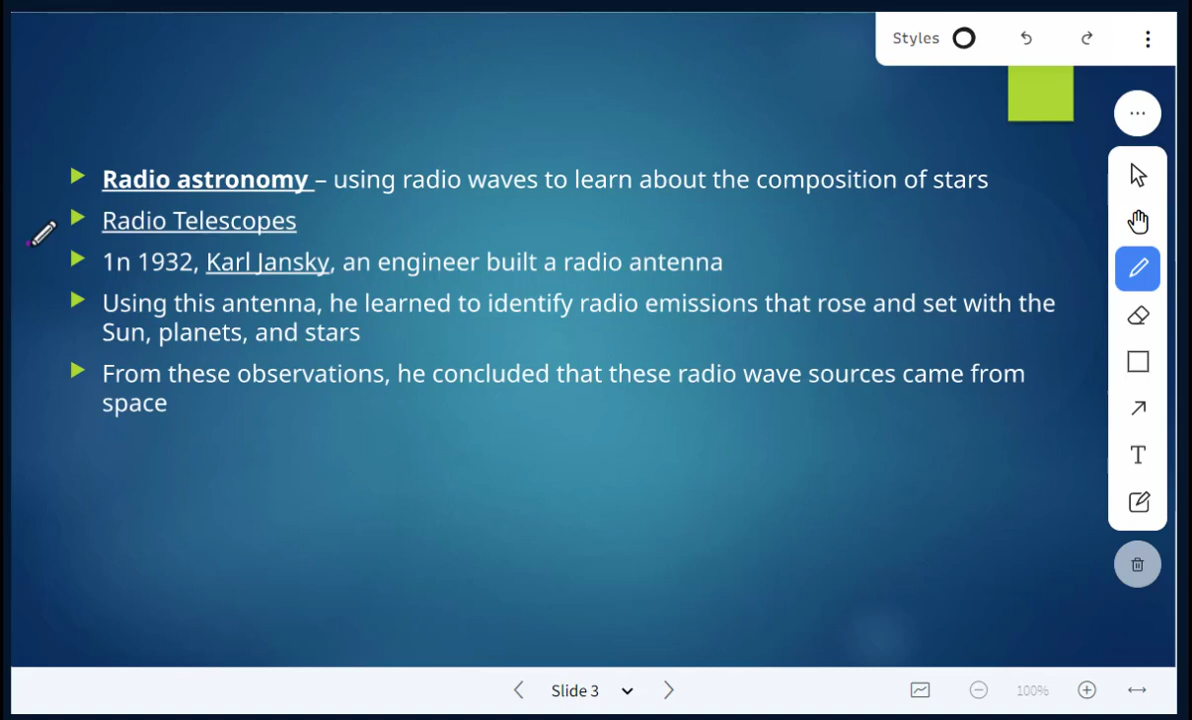 Styles
Radio astronomy – using radio waves to learn about the composition of stars
Radio Telescopes
1n 1932, Karl Jansky, an engineer built a radio antenna
Using this antenna, he learned to identify radio emissions that rose and set with the
Sun, planets, and stars
From these observations, he concluded that these radio wave sources came from
space
T
Slide 3
100%